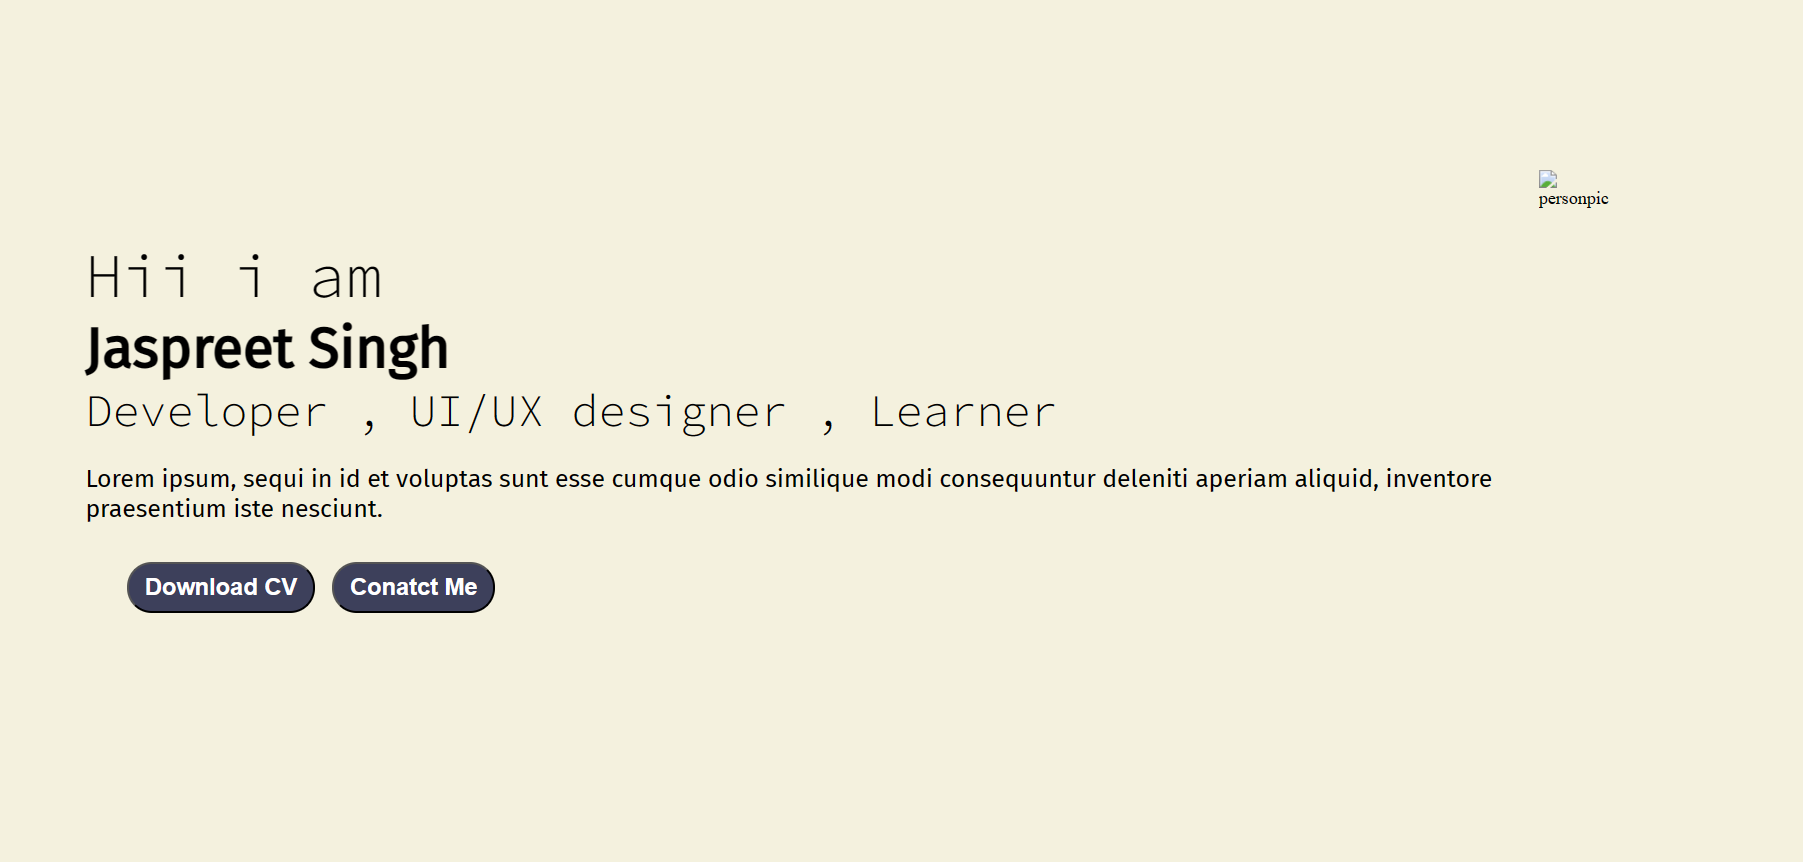 personpic
Hii i am
Jaspreet Singh
Developer , UI/UX designer , Learner
Lorem ipsum, sequi in id et voluptas sunt esse cumque odio similique modi consequuntur deleniti aperiam aliquid, inventore
praesentium iste nesciunt.
Download CV
Conatct Me